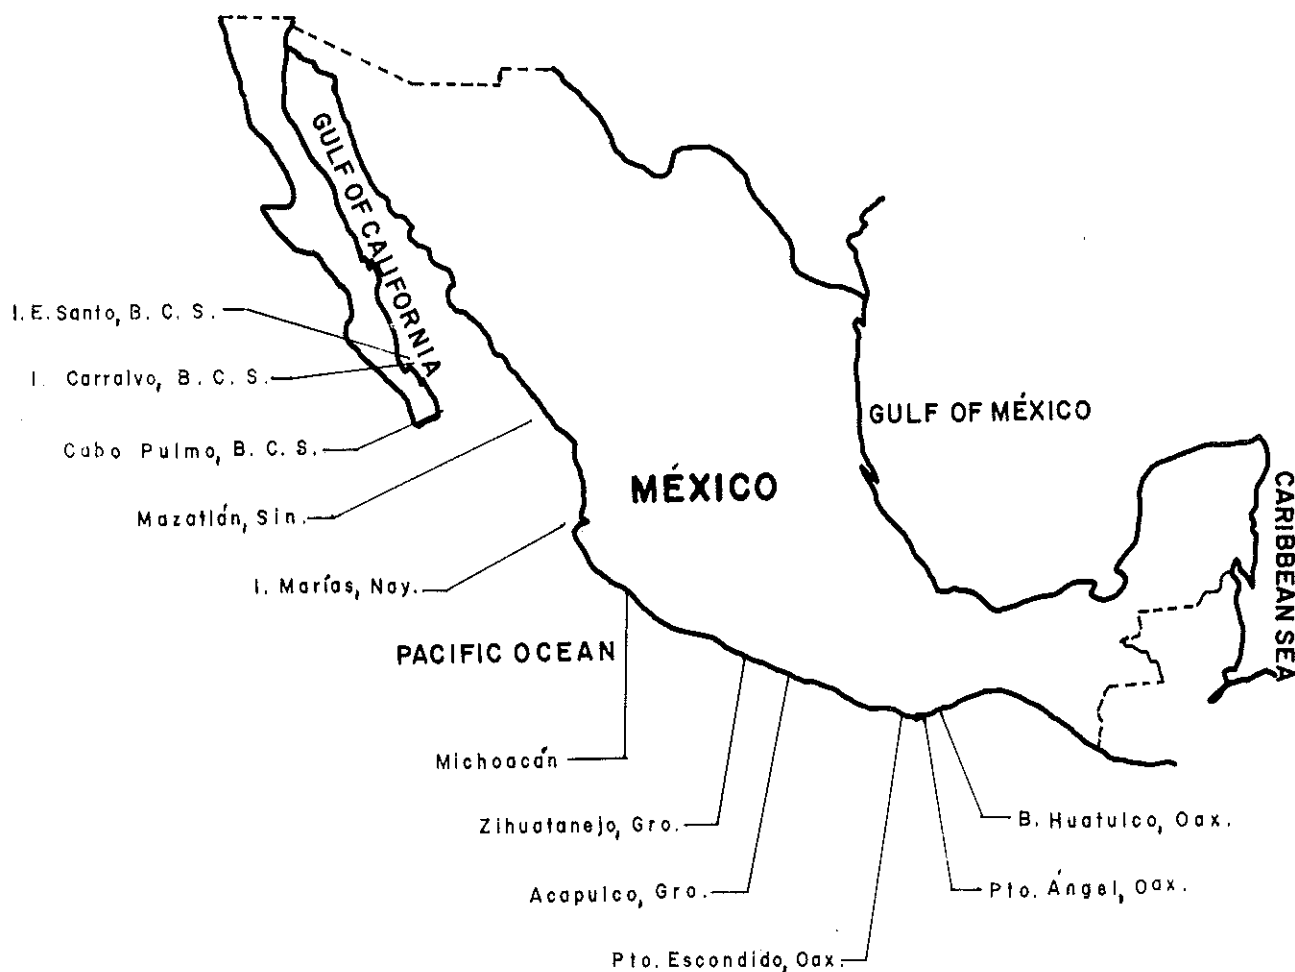 GULF OF CALIFORNIA
I. E. Santo, B. C. S.
I. Carralvo, B. C. S.
Cabo Pulmo, B. C. S.
GULF OF MÉXICO
MÉXICO
CARIBBEAN SEA
Mazatlán, Sin.
I. Marías, Nay.
PACIFIC OCEAN
Michoacán
Zihuatanejo, Gro.
B. Huatulco, Oax.
Acapulco, Gro.
Pto. Ángel, Oax.
Pto. Escondido, Oax.